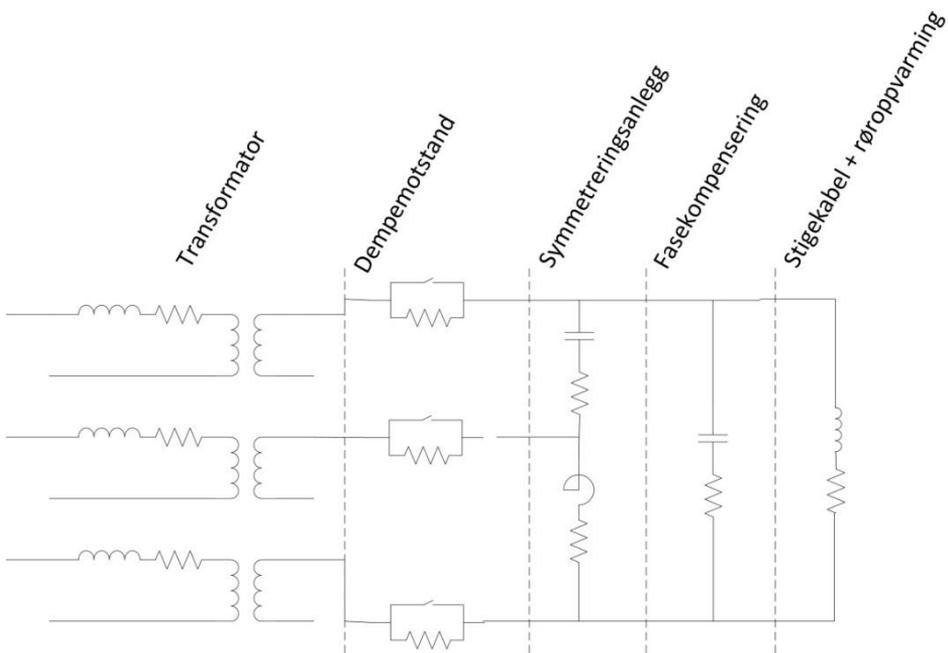 Transformator
Dempemotstand
Symmetreringsanlegg
Fasekompensering
Stigekabel + røroppvarming